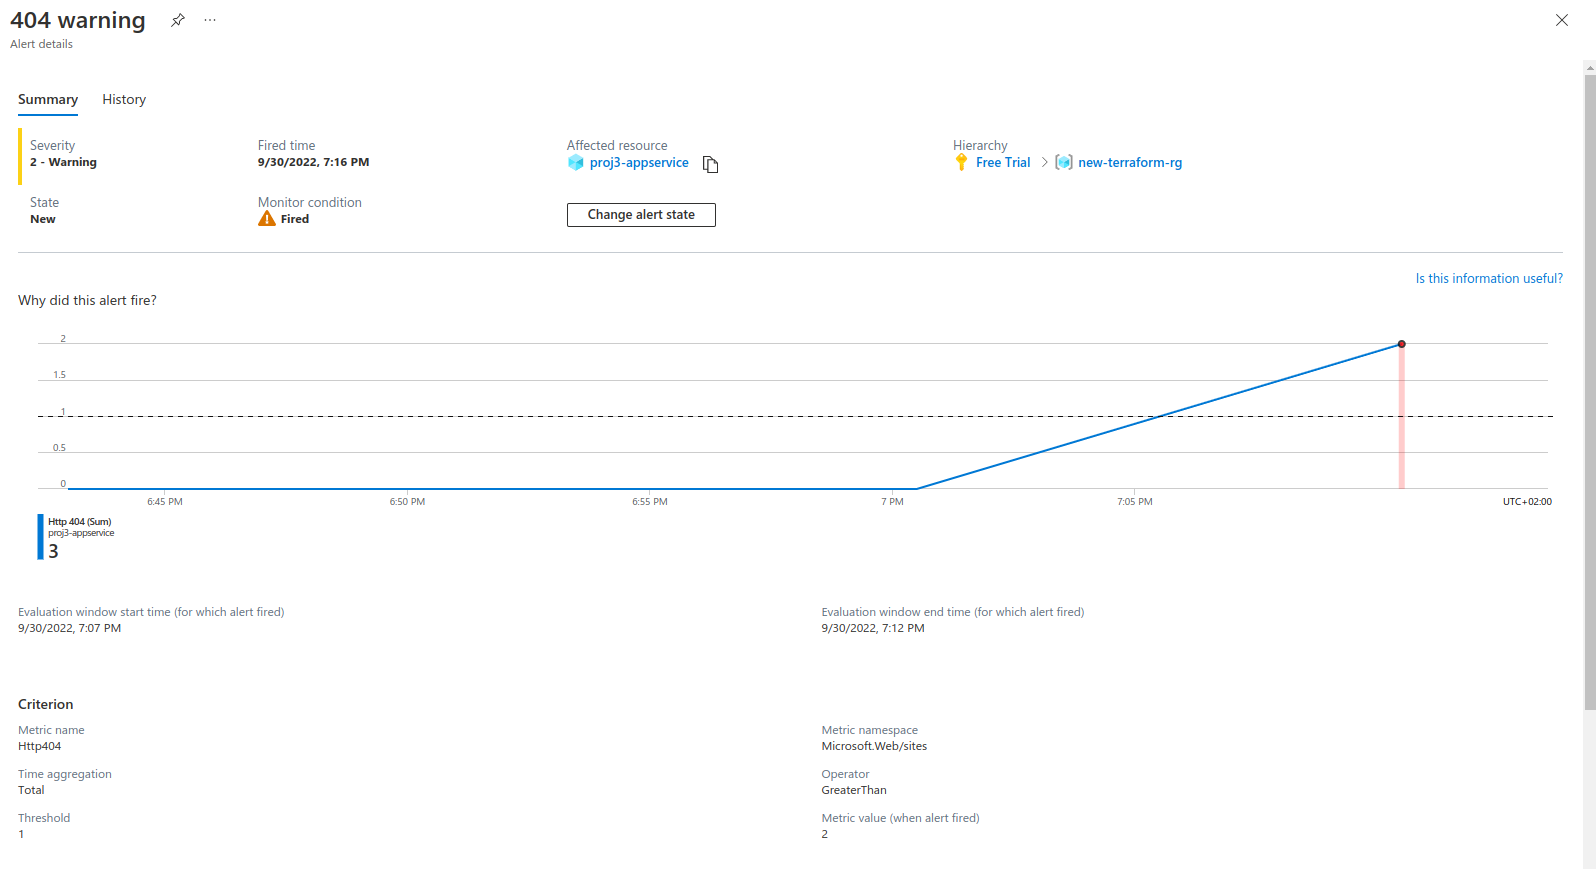 404 warning ...
Alert details
Summary History
Severity Fired time Affected resource Hierarchy
2 - Warning 9/30/2022, 7:16 PM proj3-appservice Free Trial > new-terraform-rg
State Monitor condition
New Fired Change alert state
Is this information useful?
Why did this alert fire?
2
1.5
1
0.5
0
6:45 PM 6:50 PM 6:55 PM 7 PM 7:05 PM UTC+02:00
Http 404 (Sum)
proj3-appservice
3
Evaluation window start time (for which alert fired) Evaluation window end time (for which alert fired)
9/30/2022, 7:07 PM 9/30/2022, 7:12 PM
Criterion
Metric name Metric namespace
Http404 Microsoft.Web/sites
Time aggregation Operator
Total GreaterThan
Threshold Metric value (when alert fired)
1 2